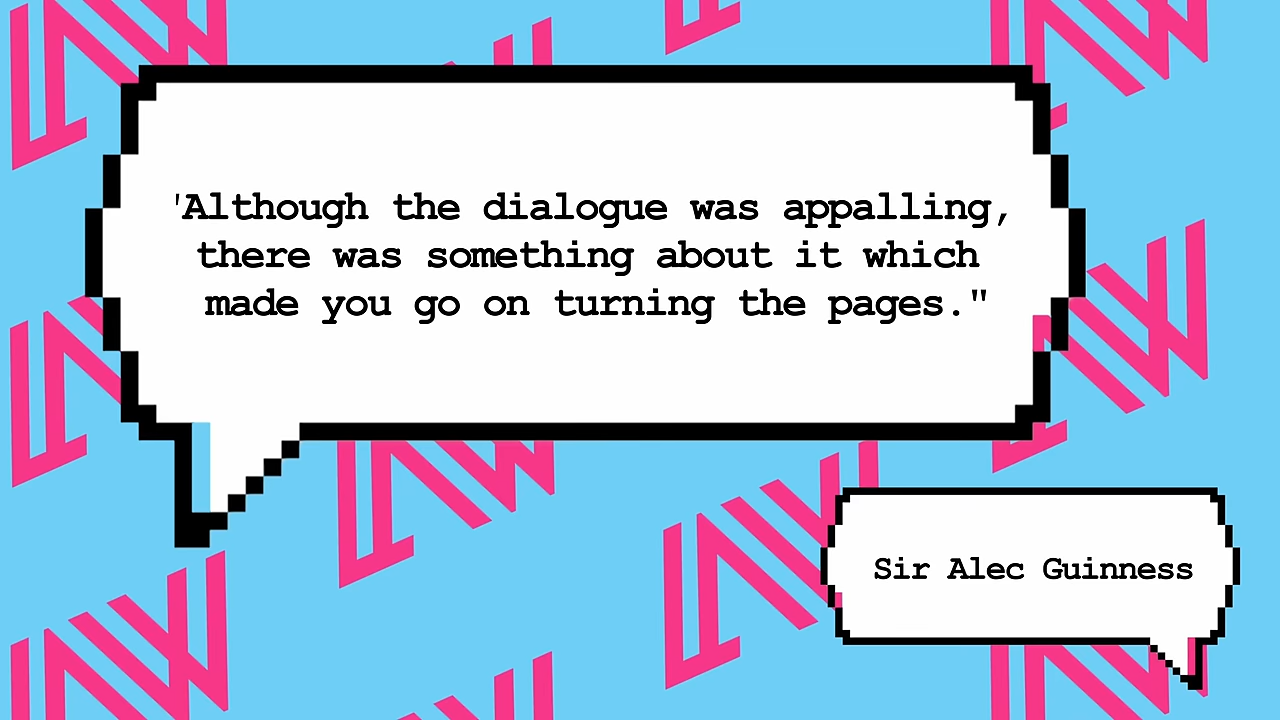 'Although the dialogue was appalling,
there was something about it which
made you go on turning the pages."
Sir Alec Guinness